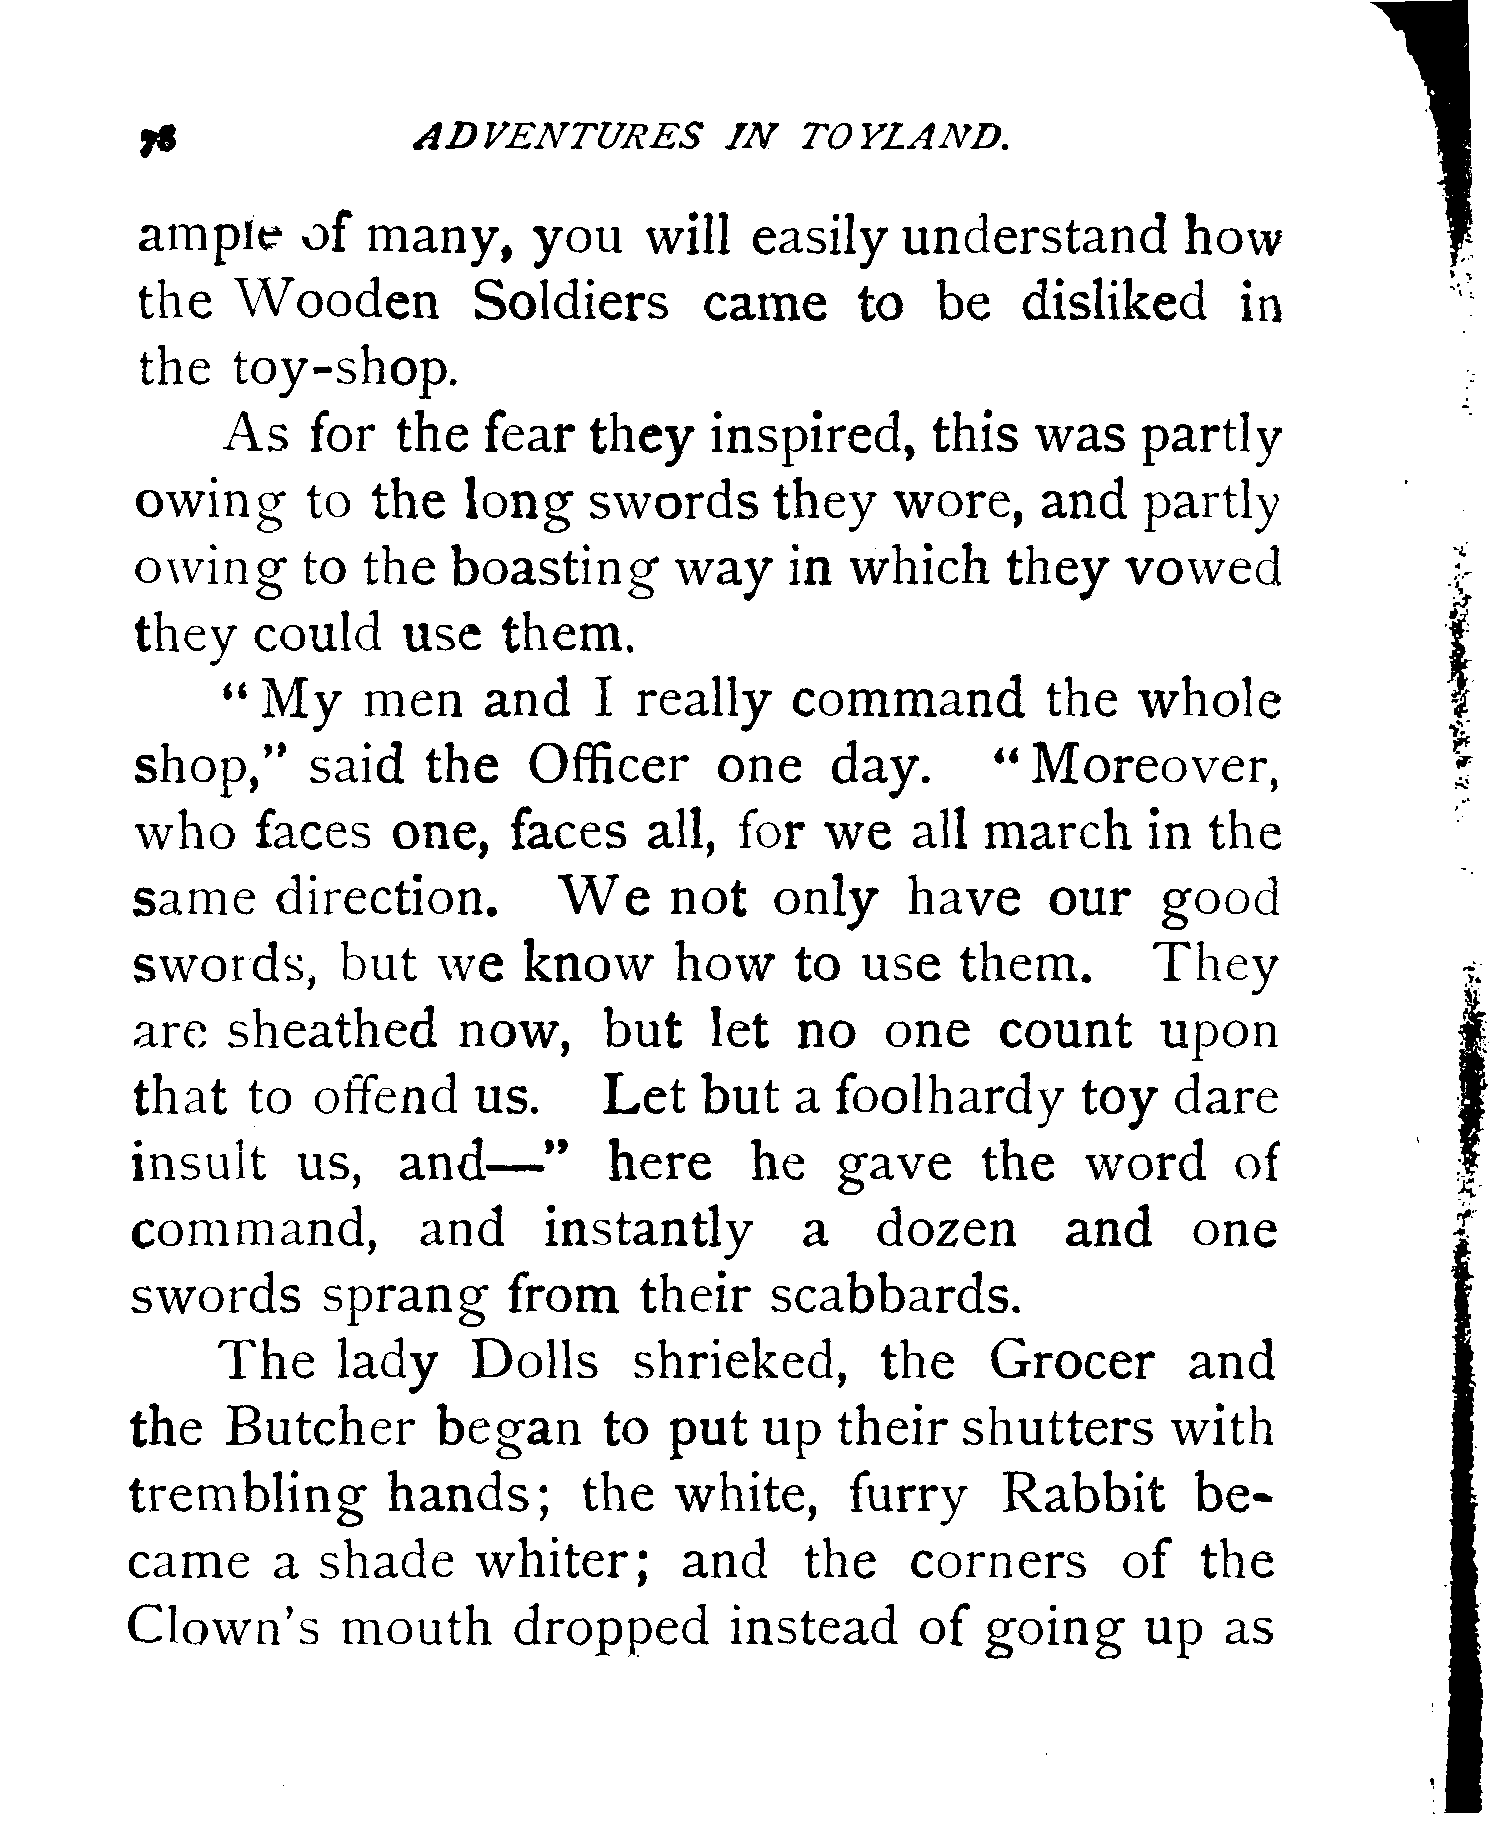 78 ADVENTURES IN TOYLAND.
ample of many, you will easily understand how
the Wooden Soldiers came to be disliked in
the toy-shop.
As for the fear they inspired, this was partly
owing to the long swords they wore, and partly
owing to the boasting way in which they vowed
they could use them.
“My men and I really command the whole
shop,” said the Officer one day. “Moreover,
who faces one, faces all, for we all march in the
same direction. We not only have our good
swords, but we know how to use them. They
are sheathed now, but let no one count upon
that to offend us. Let but a foolhardy toy dare
insult us, and—” here he gave the word of
command, and instantly a dozen and one
swords sprang from their scabbards.
The lady Dolls shrieked, the Grocer and
the Butcher began to put up their shutters with
trembling hands; the white, furry Rabbit be-
came a shade whiter; and the corners of the
Clown's mouth dropped instead of going up as